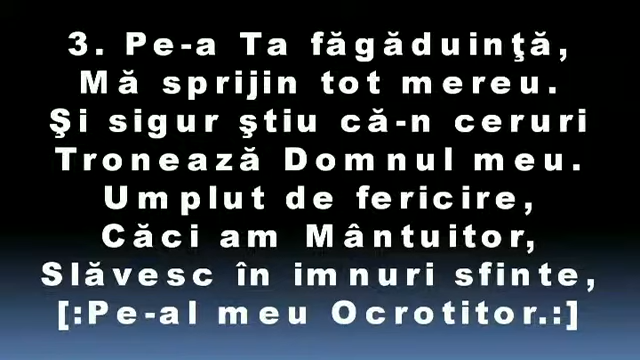 3. Pe-a Ta făgăduinţă,
Mă sprijin tot mereu.
Şi sigur ştiu că-n ceruri
Tronează Domnul meu.
Umplut de fericire,
Căci am Mântuitor,
Slăvesc în imnuri sfinte,
[:Pe-al meu Ocrotitor.:]